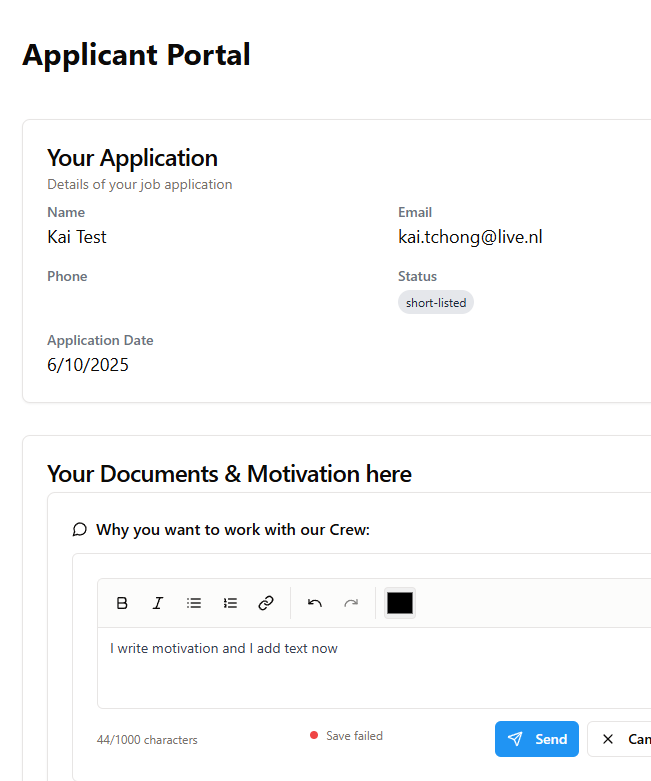 Applicant Portal
Your Application
Details of your job application
Name Email
Kai Test kai.tchong@live.nl
Phone Status
short-listed
Application Date
6/10/2025
Your Documents & Motivation here
Why you want to work with our Crew:
B I
I write motivation and I add text now
44/1000 characters Save failed Send Can